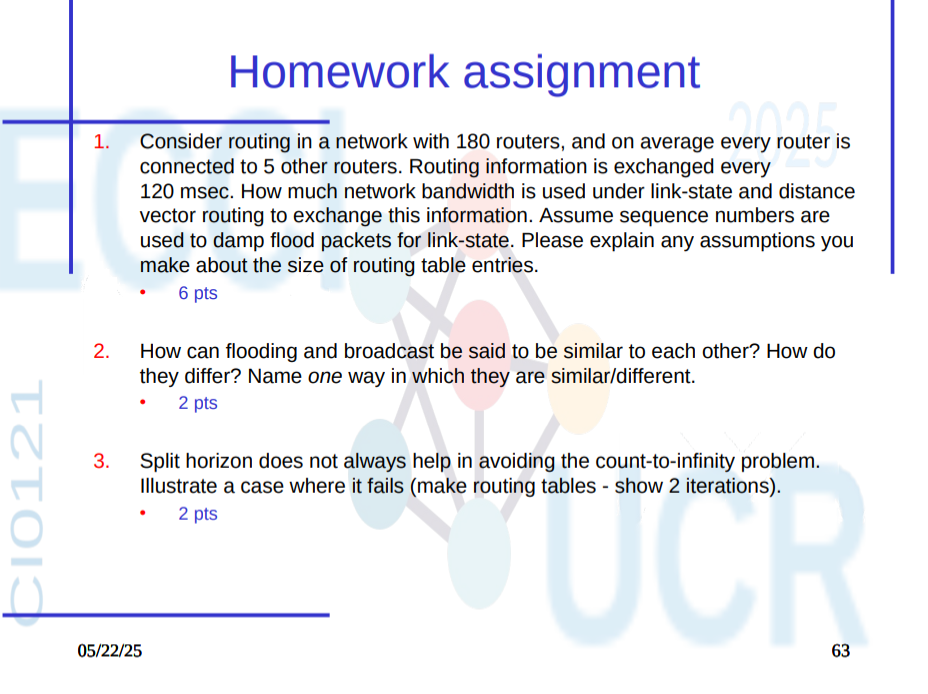 Homework assignment
ECCI
2025
1. Consider routing in a network with 180 routers, and on average every router is
connected to 5 other routers. Routing information is exchanged every
120 msec. How much network bandwidth is used under link-state and distance
vector routing to exchange this information. Assume sequence numbers are
used to damp flood packets for link-state. Please explain any assumptions you
make about the size of routing table entries.
• 6 pts
2. How can flooding and broadcast be said to be similar to each other? How do
they differ? Name one way in which they are similar/different.
• 2 pts
3. Split horizon does not always help in avoiding the count-to-infinity problem.
Illustrate a case where it fails (make routing tables - show 2 iterations).
• 2 pts
CI0121
UCR
05/22/25
63